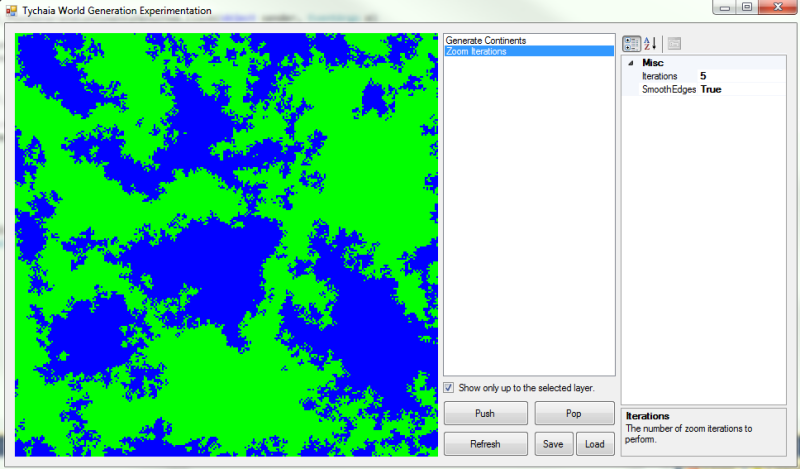 Tychaia World Generation Experimentation
Generate Continents
Zoom Iterations
Misc
Iterations 5
SmoothEdges True
Show only up to the selected layer.
Push Pop
Refresh Save Load
Iterations
The number of zoom iterations to
perform.